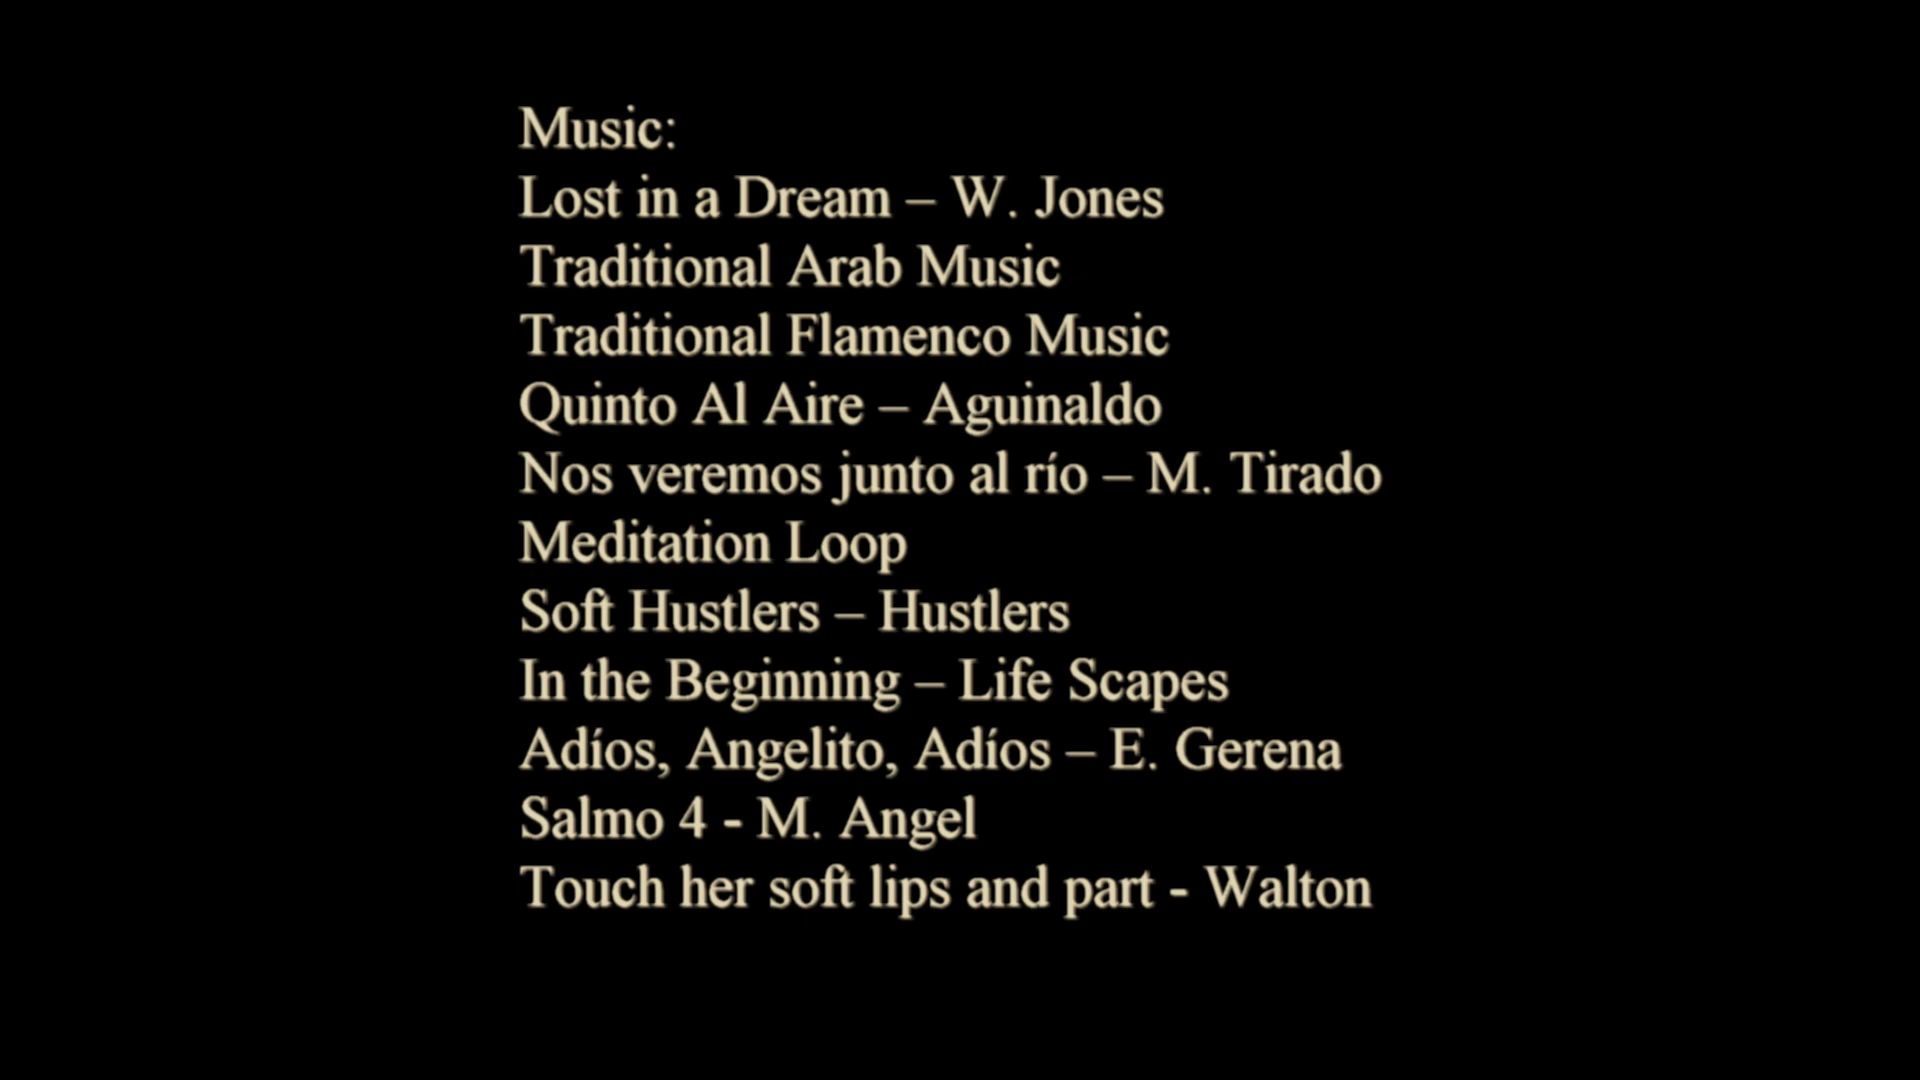 Music:
Lost in a Dream – W. Jones
Traditional Arab Music
Traditional Flamenco Music
Quinto Al Aire – Aguinaldo
Nos veremos junto al río – M. Tirado
Meditation Loop
Soft Hustlers – Hustlers
In the Beginning – Life Scapes
Adíos, Angelito, Adíos – E. Gerena
Salmo 4 - M. Angel
Touch her soft lips and part - Walton